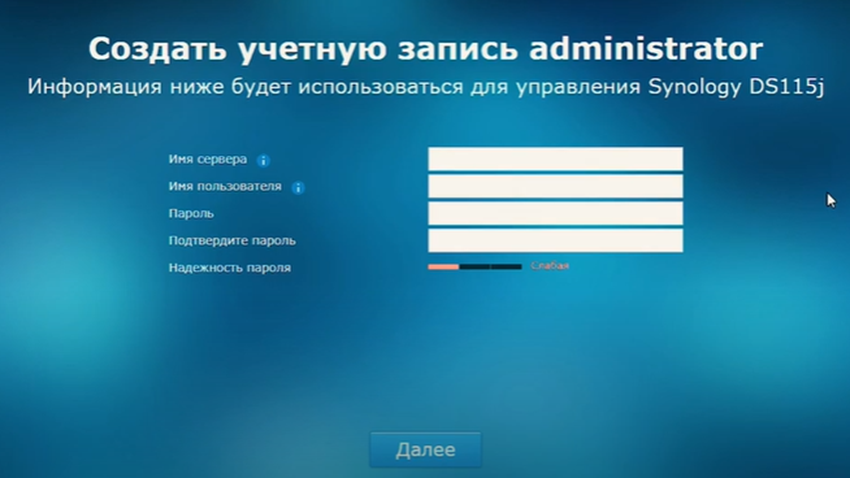 Создать учетную запись administrator
Информация ниже будет использоваться для управления Synology DS115j
Имя сервера
Имя пользователя
Пароль
Подтвердите пароль
Надежность пароля Слабая
Далее